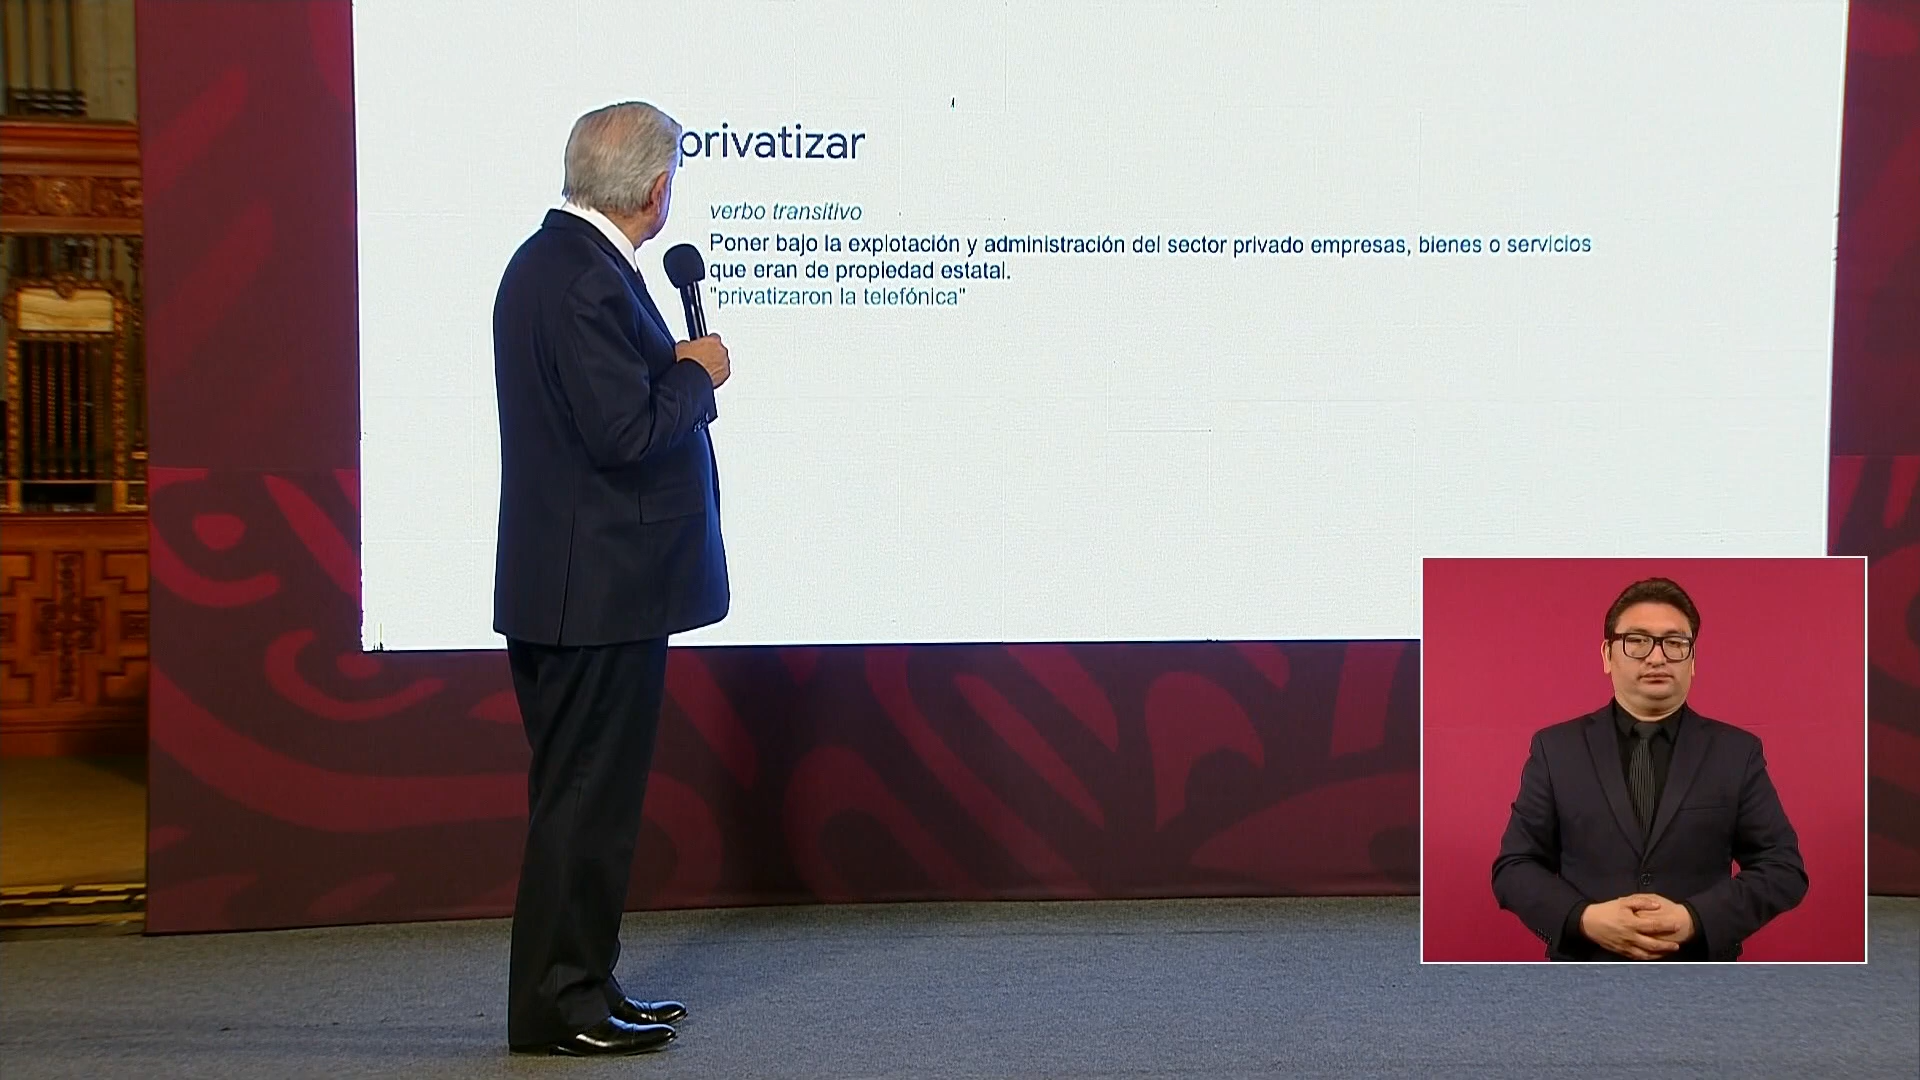 privatizar
verbo transitivo
Poner bajo la explotación y administración del sector privado empresas, bienes o servicios
que eran de propiedad estatal.
"privatizaron la telefónica"